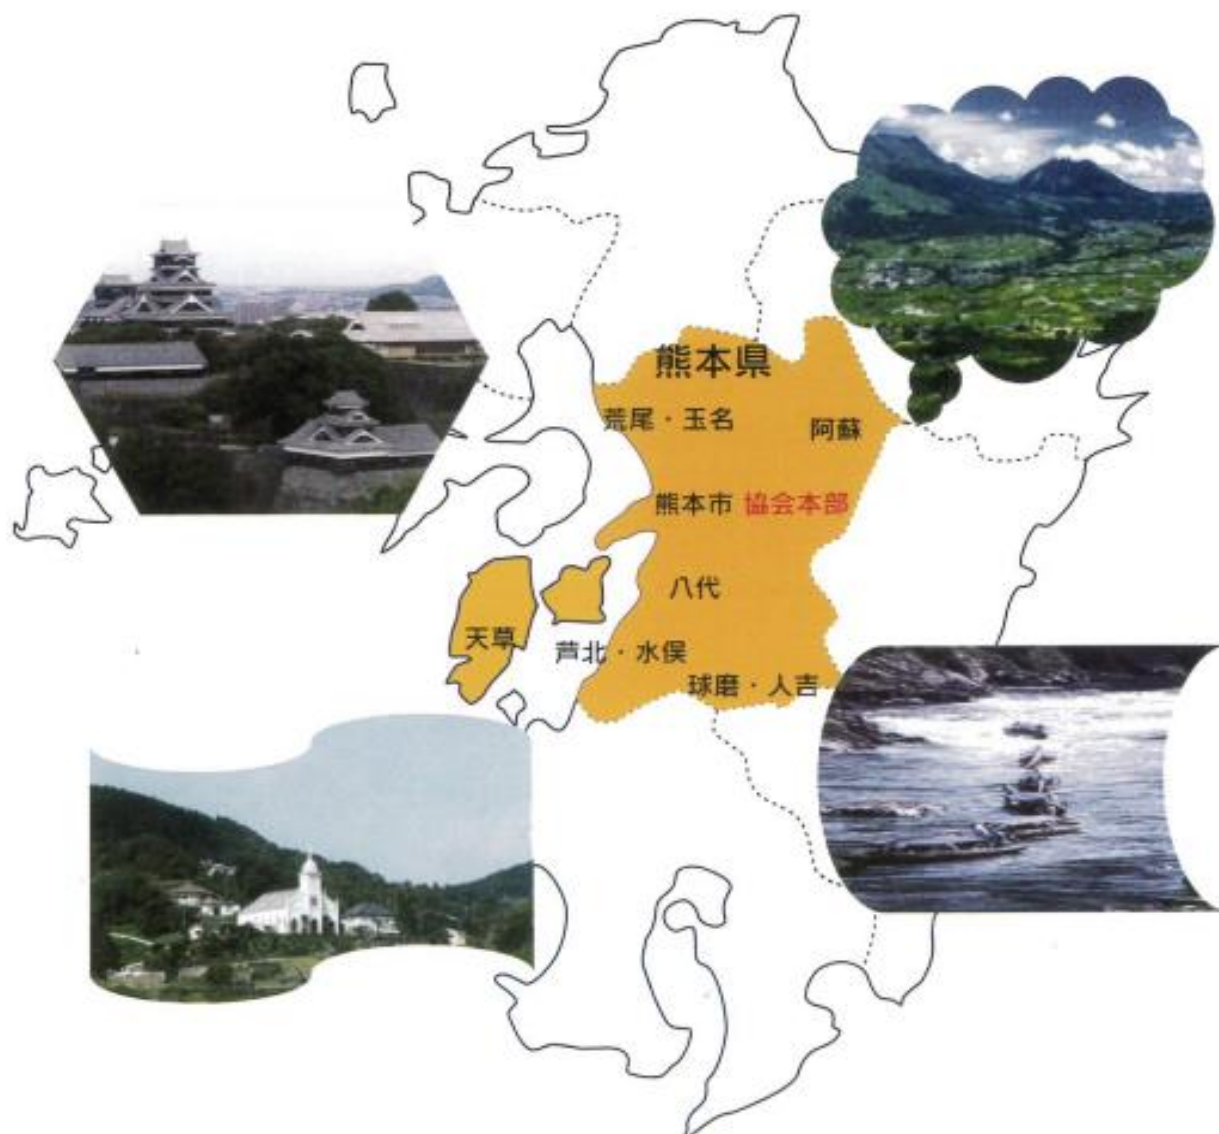 熊本県
荒尾・玉名
阿蘇
熊本市 協会本部
八代
天草
芦北・水俣
球磨・人吉